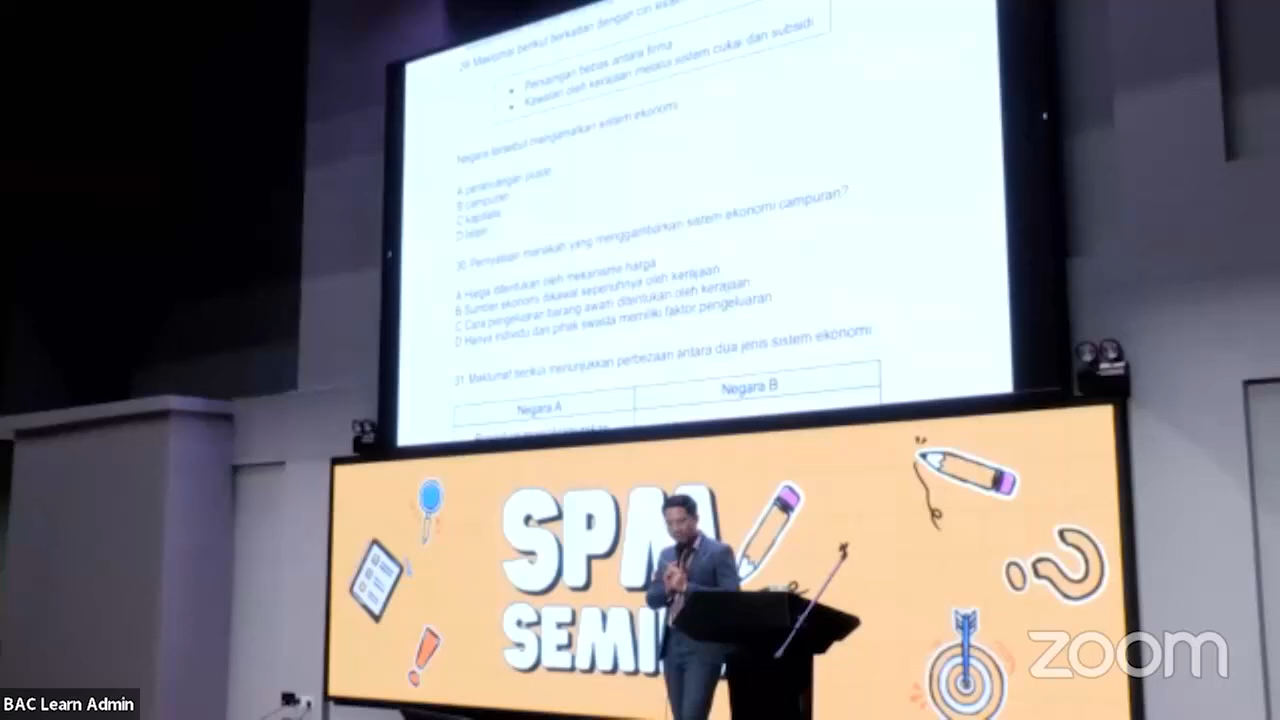 29 Maklumat berikut berkaitan dengan ciri
• Persaingan bebas antara firma
• Kawalan oleh kerajaan melalui sistem cukai dan subsidi
Negara tersebut mengamalkan sistem ekonomi
A perancangan pusat
B campuran
C kapitalis
D Islam
30 Pernyataan manakah yang menggambarkan sistem ekonomi campuran?
A Harga ditentukan oleh mekanisme harga
B Sumber ekonomi dikawal sepenuhnya oleh kerajaan
C Cara pengeluaran barang awam ditentukan oleh kerajaan
D Hanya individu dan pihak swasta memiliki faktor pengeluaran
31 Maklumat berikut menunjukkan perbezaan antara dua jenis sistem ekonomi
Negara A
Negara B
SPM
SEMI
zoom
BAC Learn Admin